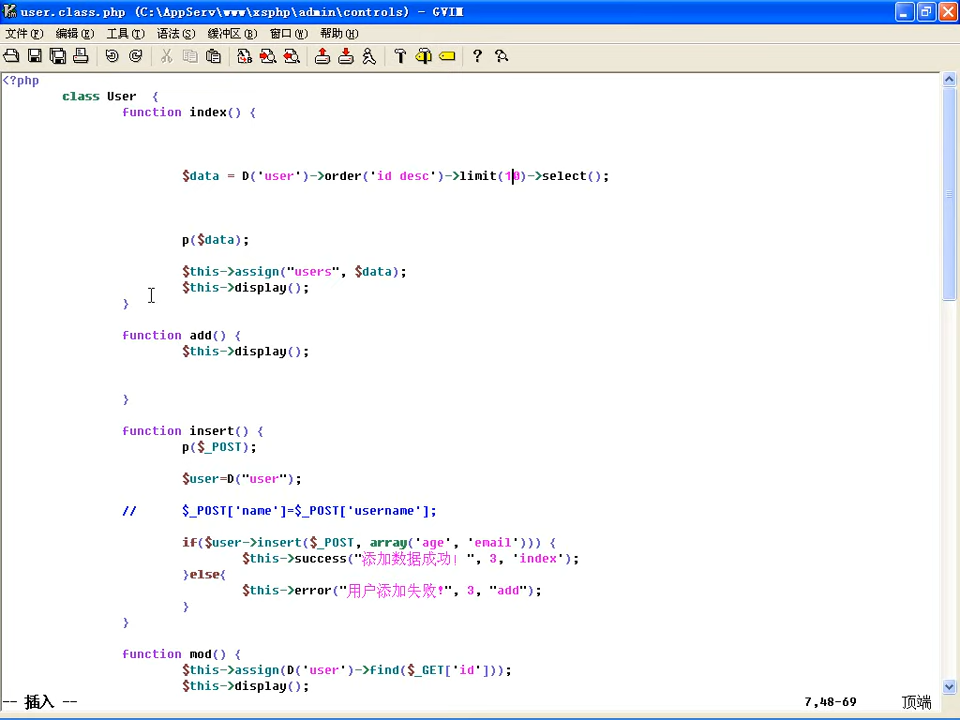 user.class.php (C:\AppServ\www\xsphp\admin\controls) - GVIM
文件(F) 编辑(E) 工具(T) 语法(S) 缓冲区(B) 窗口(W) 帮助(H)
<?php
class User {
function index() {
$data = D('user')->order('id desc')->limit(10)->select();
p($data);
$this->assign("users", $data);
$this->display();
}
function add() {
$this->display();
}
function insert() {
p($_POST);
$user=D("user");
// $_POST['name']=$_POST['username'];
if($user->insert($_POST, array('age', 'email'))) {
$this->success("添加数据成功! ", 3, 'index');
}else{
$this->error("用户添加失败!", 3, "add");
}
}
function mod() {
$this->assign(D('user')->find($_GET['id']));
$this->display();
-- 插入 -- 7,48-69 顶端